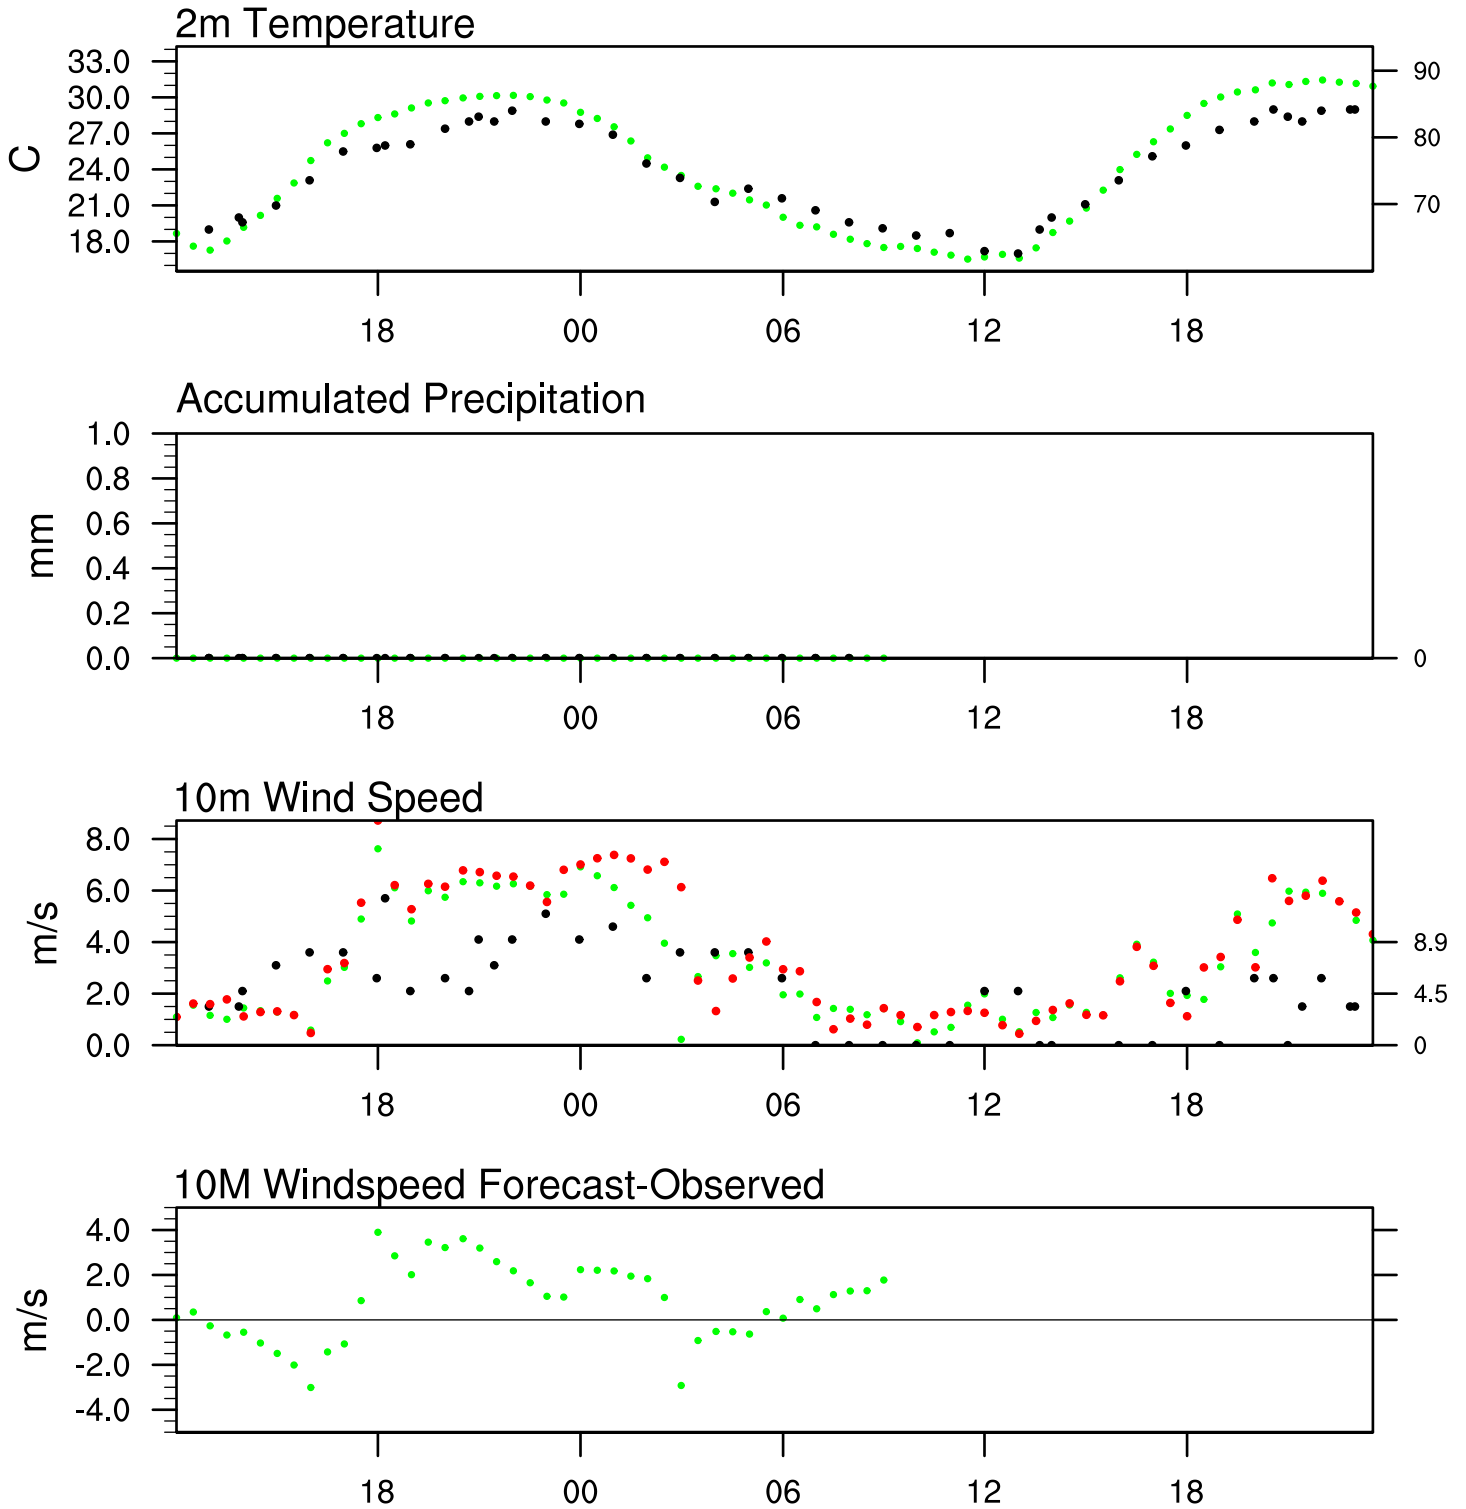 2m Temperature
33.0
30.0
27.0
24.0
21.0
18.0
C
90
80
70
18 00 06 12 18
Accumulated Precipitation
1.0
0.8
0.6
0.4
0.2
0.0
mm
0
18 00 06 12 18
10m Wind Speed
8.0
6.0
4.0
2.0
0.0
m/s
8.9
4.5
0
18 00 06 12 18
10M Windspeed Forecast-Observed
4.0
2.0
0.0
-2.0
-4.0
m/s
18 00 06 12 18